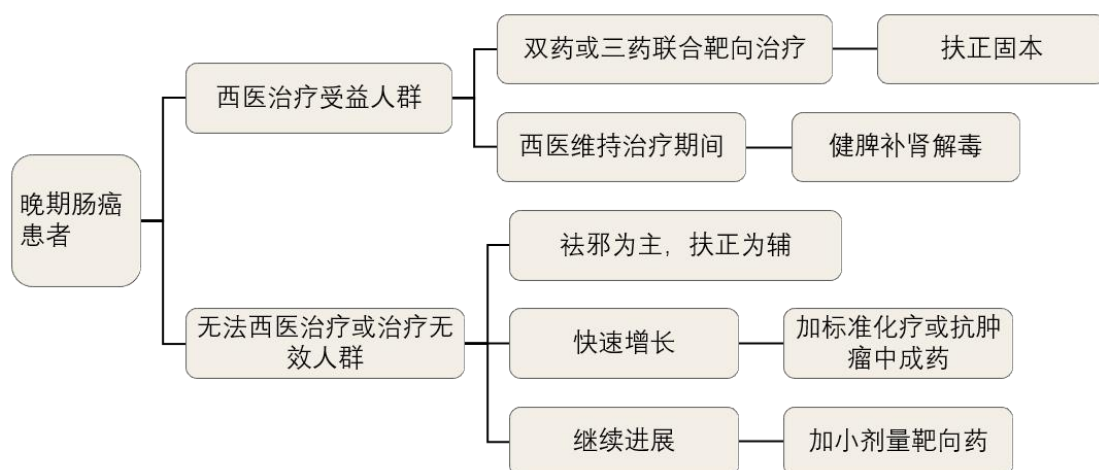 晚期肠癌
患者
西医治疗受益人群
双药或三药联合靶向治疗
扶正固本
西医维持治疗期间
健脾补肾解毒
无法西医治疗或治疗无
效人群
祛邪为主，扶正为辅
快速增长
加标准化疗或抗肿
瘤中成药
继续进展
加小剂量靶向药